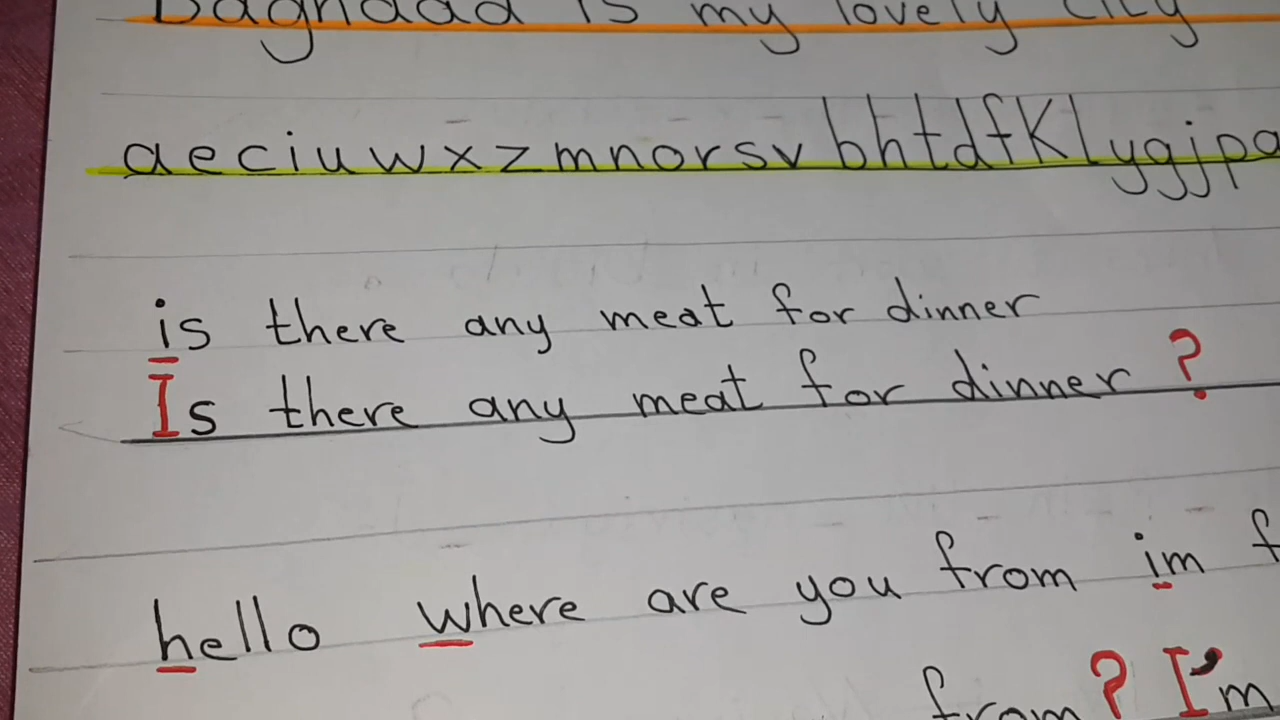 Baghdad is my lovely city
aeciuwxzmnorsvbhtdfKlygjpa
is there any meat for dinner
Is there any meat for dinner ?
hello where are you from im f
from? I'm